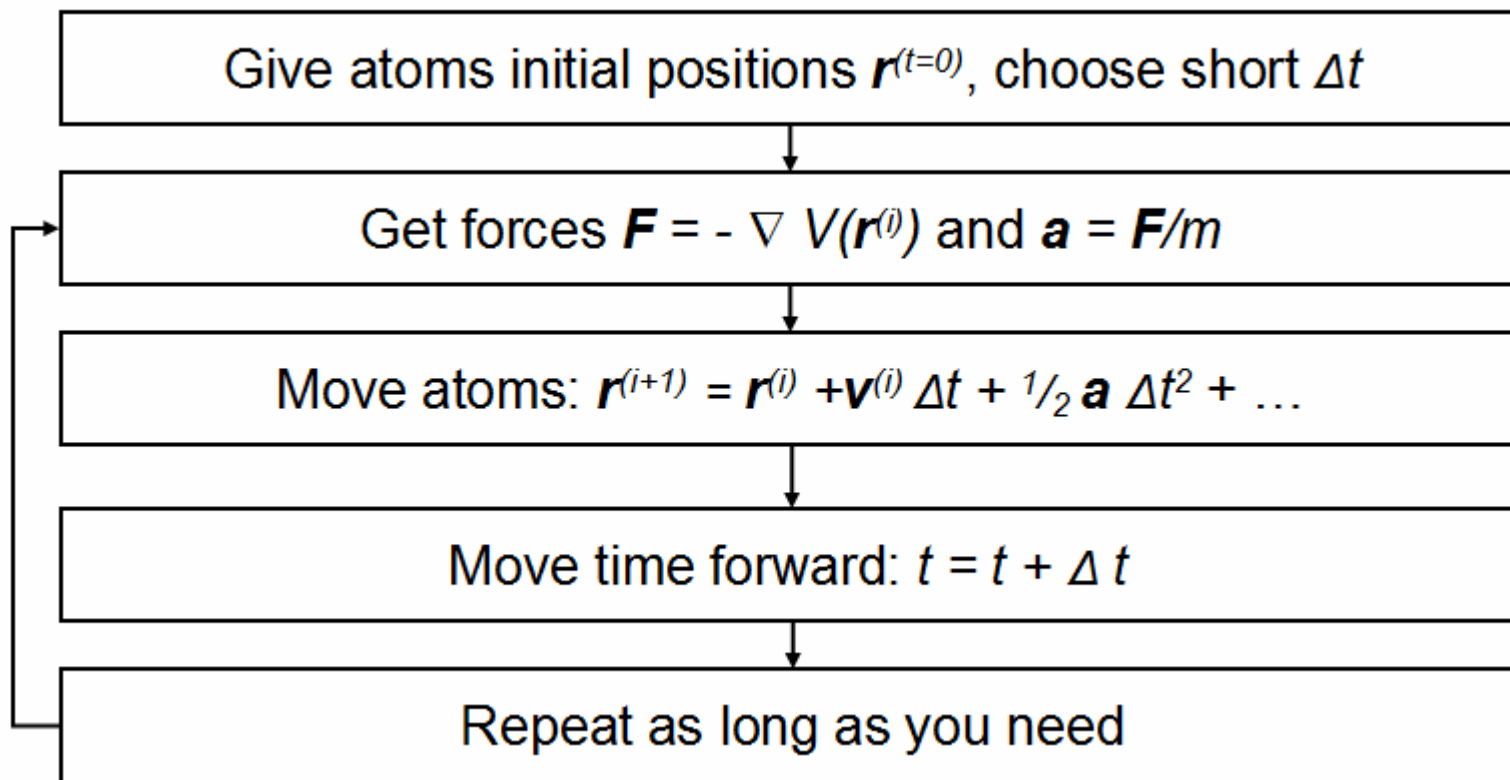 Give atoms initial positions r^(t=0), choose short Δt
Get forces F = - ∇ V(r^(i)) and a = F/m
Move atoms: r^(i+1) = r^(i) +v^(i) Δt + ¹/₂ a Δt² + …
Move time forward: t = t + Δ t
Repeat as long as you need